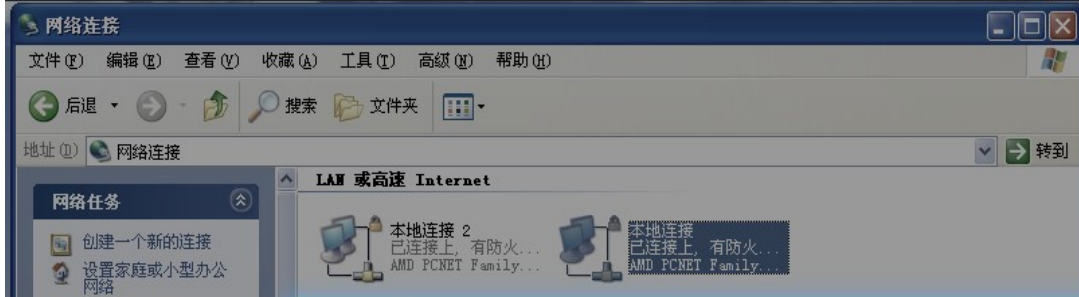 网络连接
文件(F) 编辑(E) 查看(V) 收藏(A) 工具(T) 高级(N) 帮助(H)
后退 搜索 文件夹
地址(D) 网络连接 转到
LAN 或高速 Internet
网络任务
创建一个新的连接
设置家庭或小型办公
网络
本地连接 2
已连接上, 有防火...
AMD PCNET Family...
本地连接
已连接上, 有防火...
AMD PCNET Family...